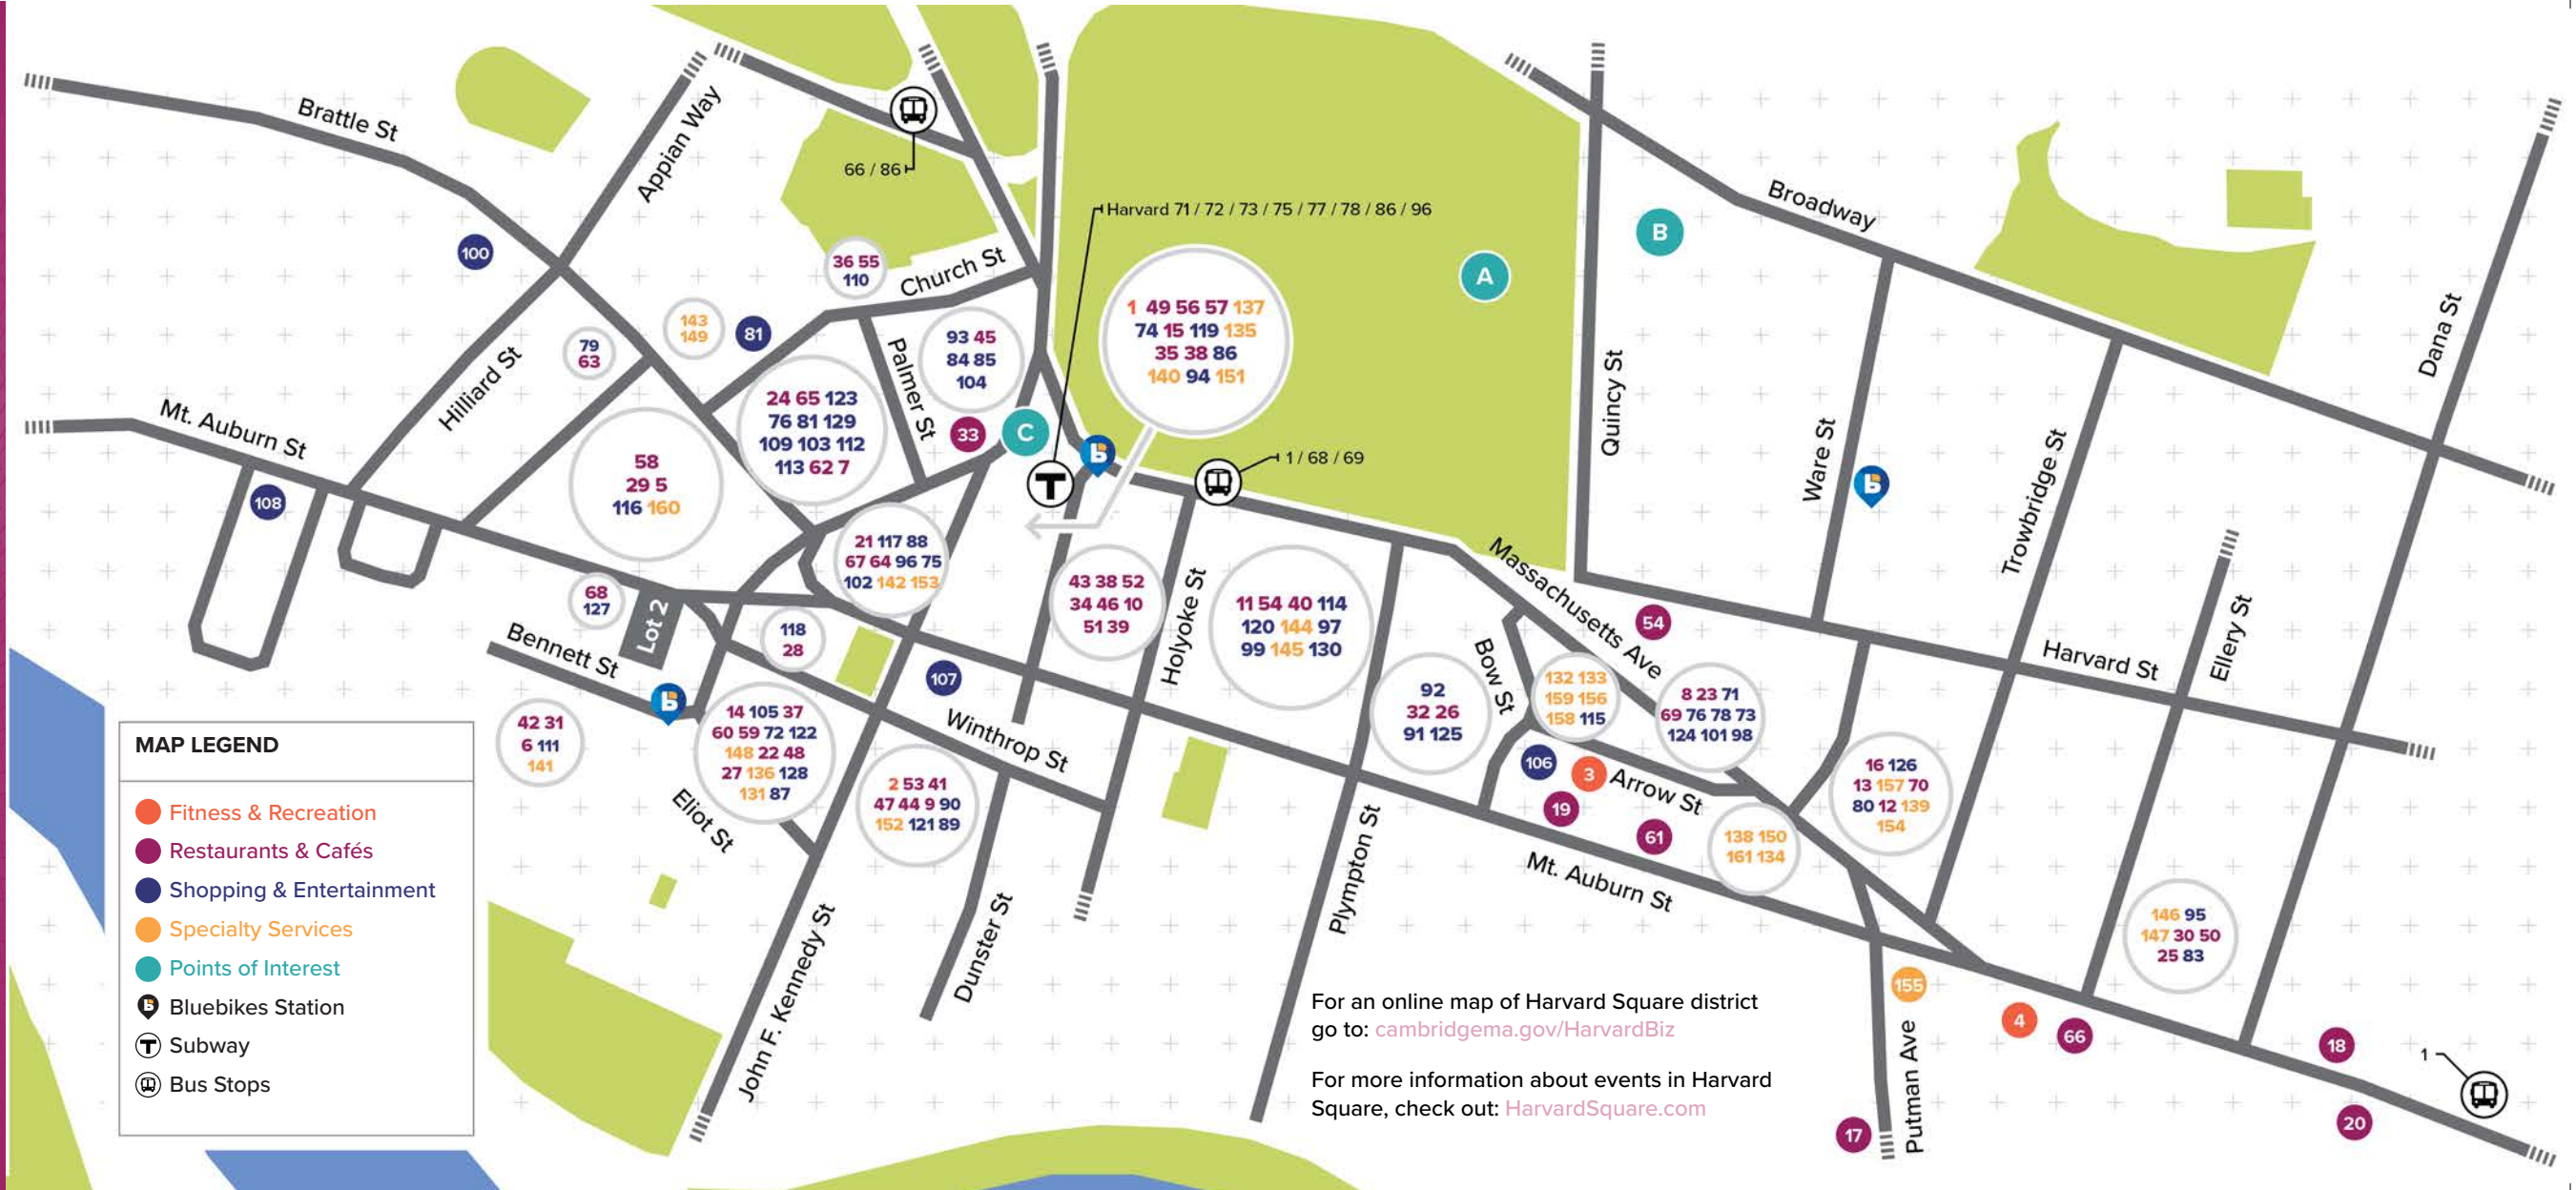 Brattle St
Appian Way
66 / 86
Harvard 71 / 72 / 73 / 75 / 77 / 78 / 86 / 96
Broadway
B
A
100
36 55
110
Church St
143
149
81
79
63
Hilliard St
Palmer St
93 45
84 85
104
1 49 56 57 137
74 15 119 135
35 38 86
140 94 151
Quincy St
Dana St
Mt. Auburn St
108
58
29 5
116 160
24 65 123
76 81 129
109 103 112
113 62 7
33
C
T
1 / 68 / 69
Ware St
Trowbridge St
21 117 88
67 64 96 75
102 142 153
68
127
Lot 2
Bennett St
118
28
107
43 38 52
34 46 10
51 39
Holyoke St
11 54 40 114
120 144 97
99 145 130
Massachusetts Ave
54
Harvard St
Ellery St
42 31
6 111
141
14 105 37
60 59 72 122
148 22 48
27 136 128
131 87
Eliot St
Winthrop St
2 53 41
47 44 9 90
152 121 89
92
32 26
91 125
Bow St
132 133
159 156
158 115
8 23 71
69 76 78 73
124 101 98
106
3
Arrow St
19
61
138 150
161 134
16 126
13 157 70
80 12 139
154
Mt. Auburn St
Plympton St
John F. Kennedy St
Dunster St
146 95
147 30 50
25 83
155
4
66
18
1
20
17
Putman Ave
MAP LEGEND
Fitness & Recreation
Restaurants & Cafés
Shopping & Entertainment
Specialty Services
Points of Interest
Bluebikes Station
T Subway
Bus Stops
For an online map of Harvard Square district
go to: cambridgema.gov/HarvardBiz
For more information about events in Harvard
Square, check out: HarvardSquare.com